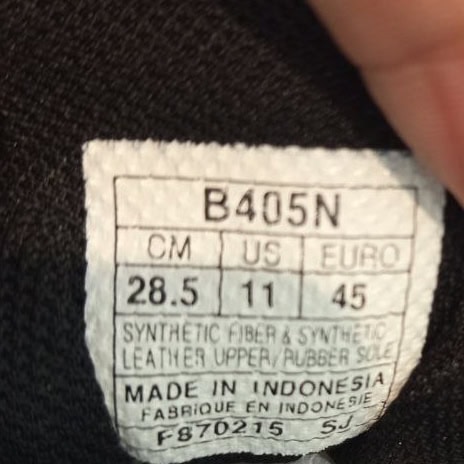 B405N
CM US EURO
28.5 11 45
SYNTHETIC FIBER & SYNTHETIC
LEATHER UPPER/RUBBER SOLE
MADE IN INDONESIA
FABRIQUE EN INDONESIE
F870215 SJ